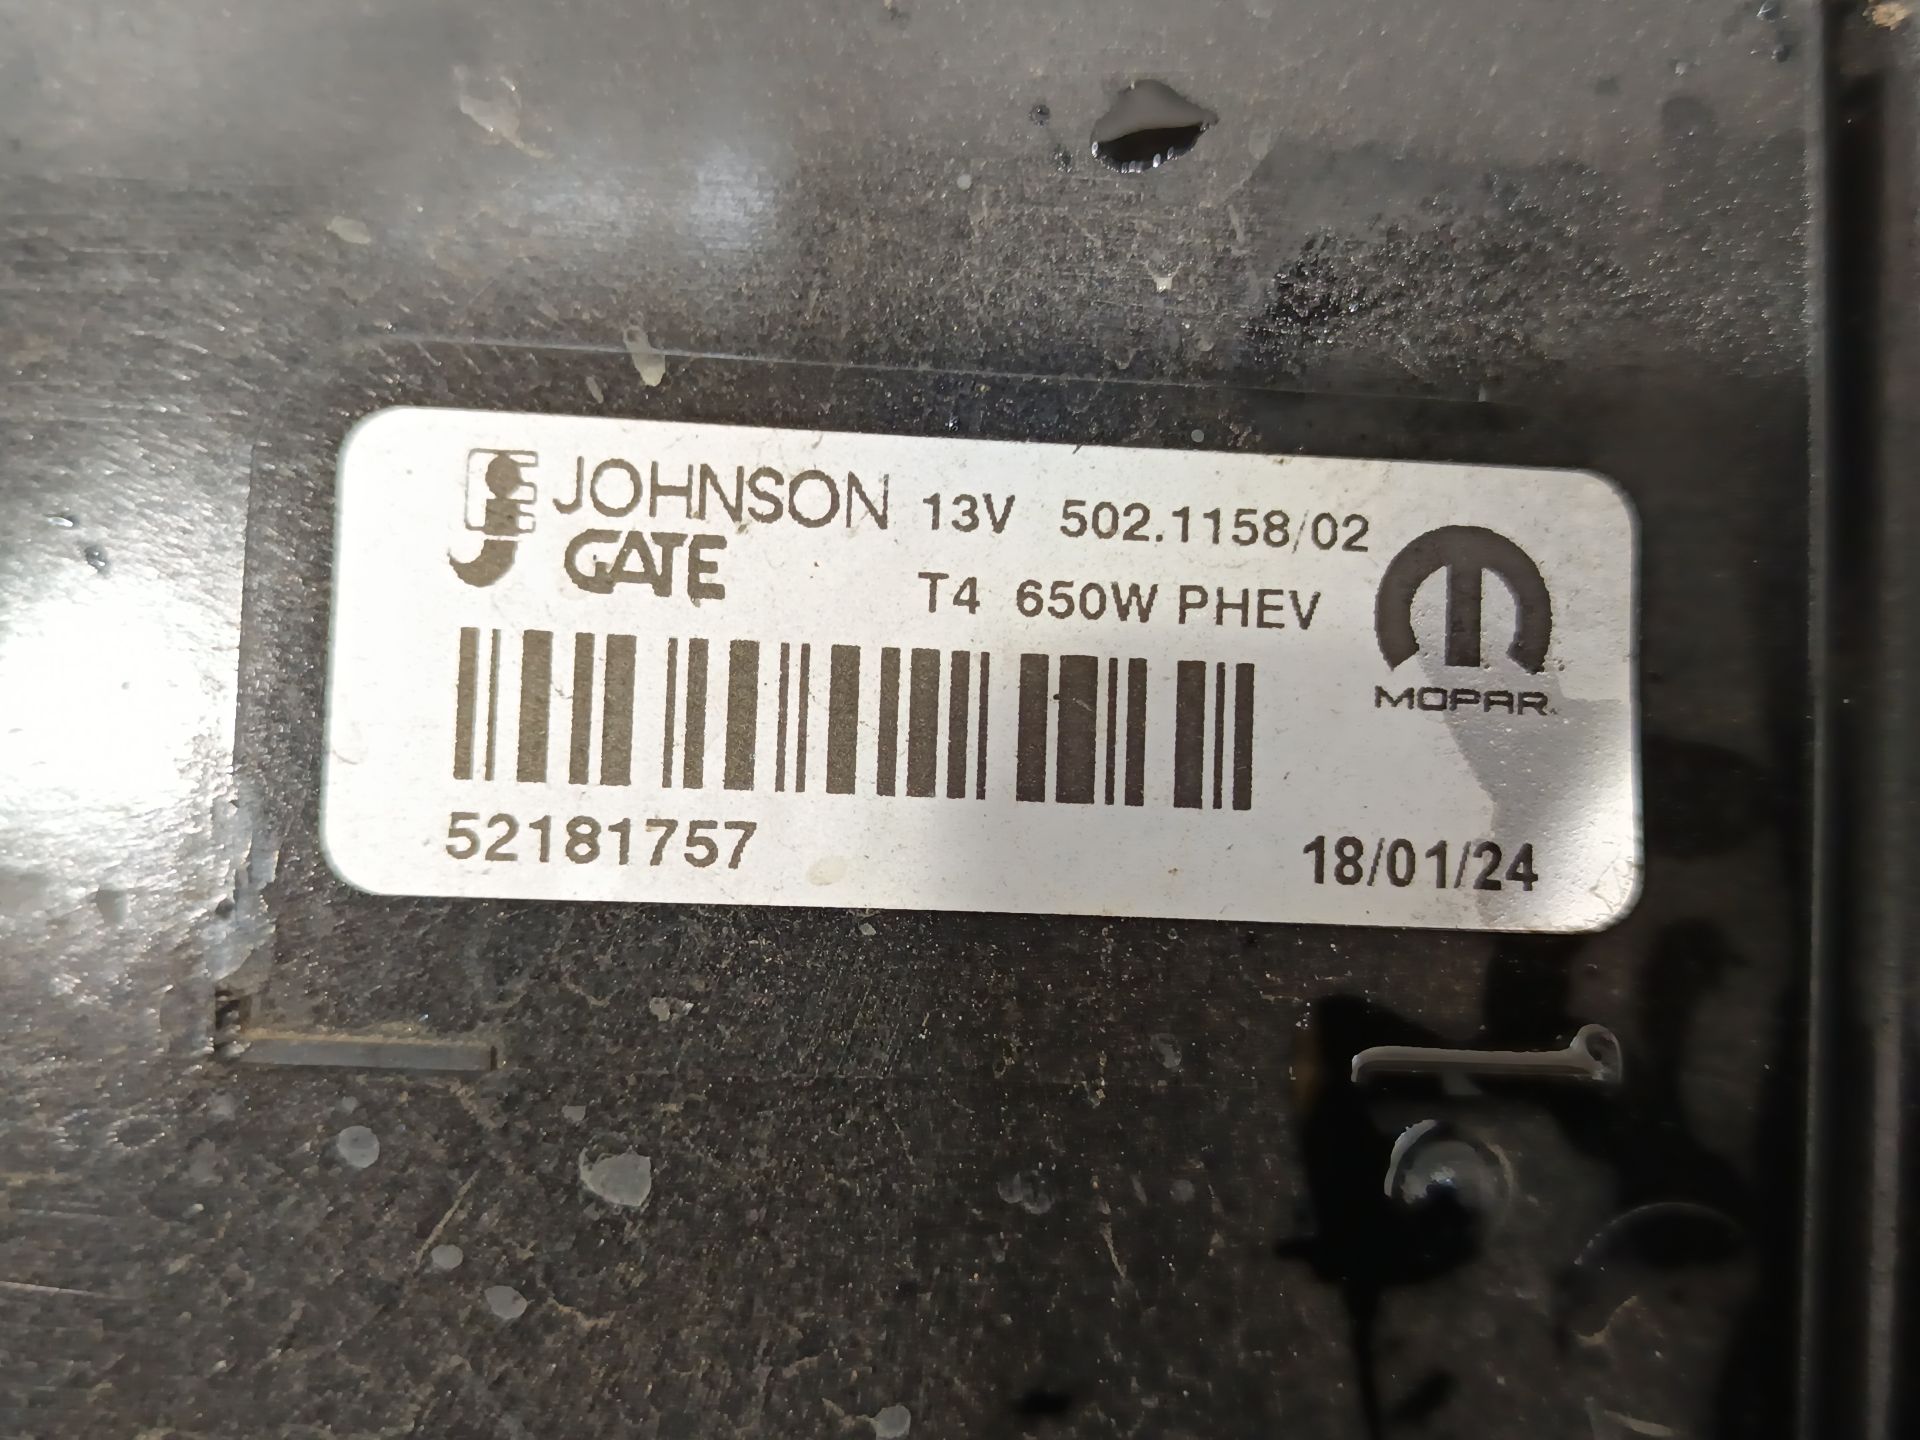 JOHNSON 13V 502.1158/02
GATE T4 650W PHEV
MOPAR
52181757 18/01/24